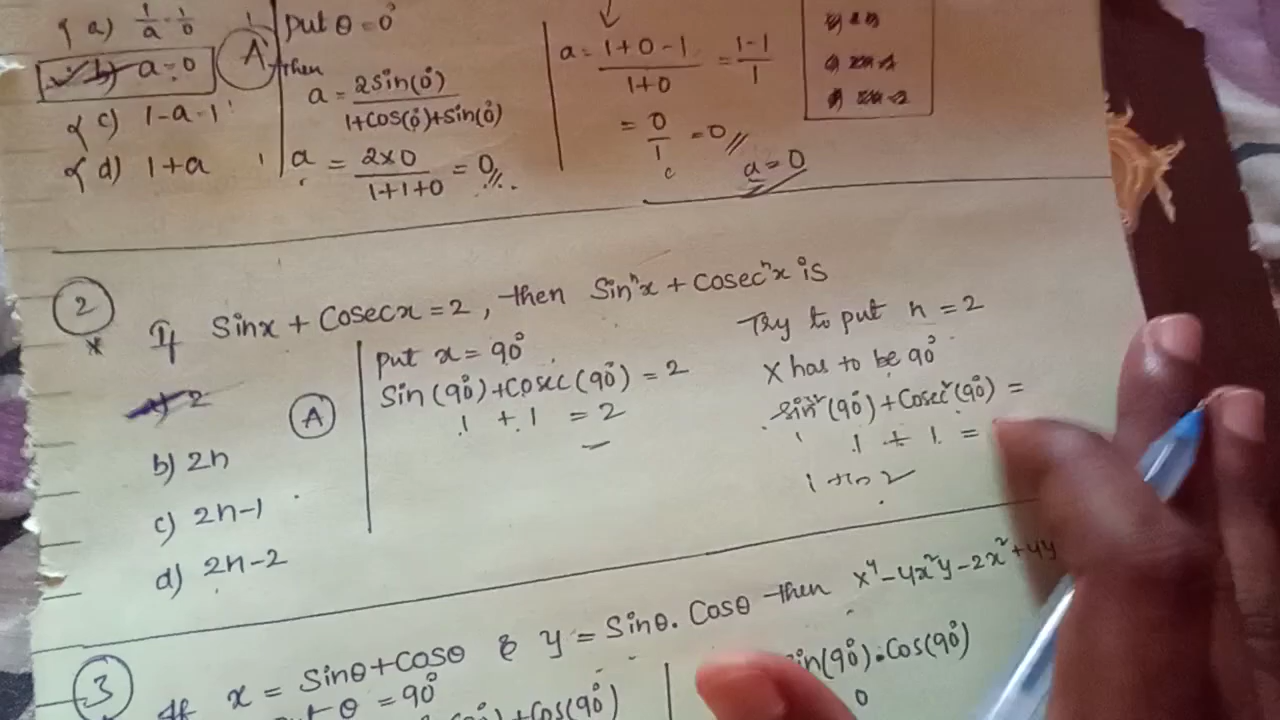 a) 1/a - 1/0
b) a = 0
c) 1-a-1
d) 1+a
A
put θ = 0°
then
a = 2sin(0°)/1+cos(0°)+sin(0°)
a = 2×0/1+1+0 = 0
a = 1+0-1/1+0 = 1-1/1
= 0/1 = 0
a = 0
2
If Sinx + Cosecx = 2, then Sinⁿx + Cosecⁿx is
a) 2
b) 2n
c) 2n-1
d) 2n-2
A
put x = 90°
Sin(90°)+Cosec(90°) = 2
1 + 1 = 2
Try to put n = 2
x has to be 90°
Sin²(90°)+Cosec²(90°) =
1 + 1 =
3
If x = Sinθ+Cosθ & y = Sinθ.Cosθ then x⁴-4x²y-2x²+4y
θ = 90°
+Cos(90°)
in(90°).Cos(90°)
0